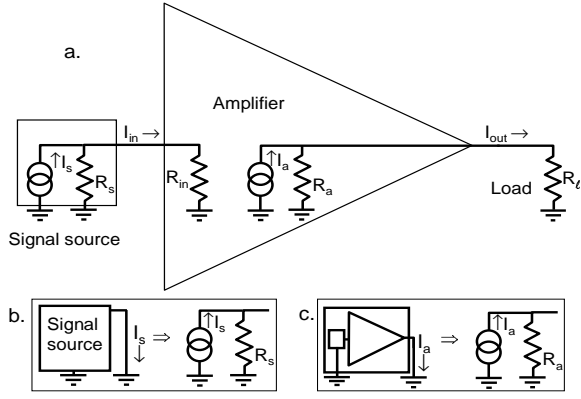 a.
Amplifier
I_in →
I_out →
↑I_s
R_s
R_in
↑I_a
R_a
Load
R_ℓ
Signal source
b.
Signal
source
I_s
↓
⇒
↑I_s
R_s
c.
I_a
↓
⇒
↑I_a
R_a